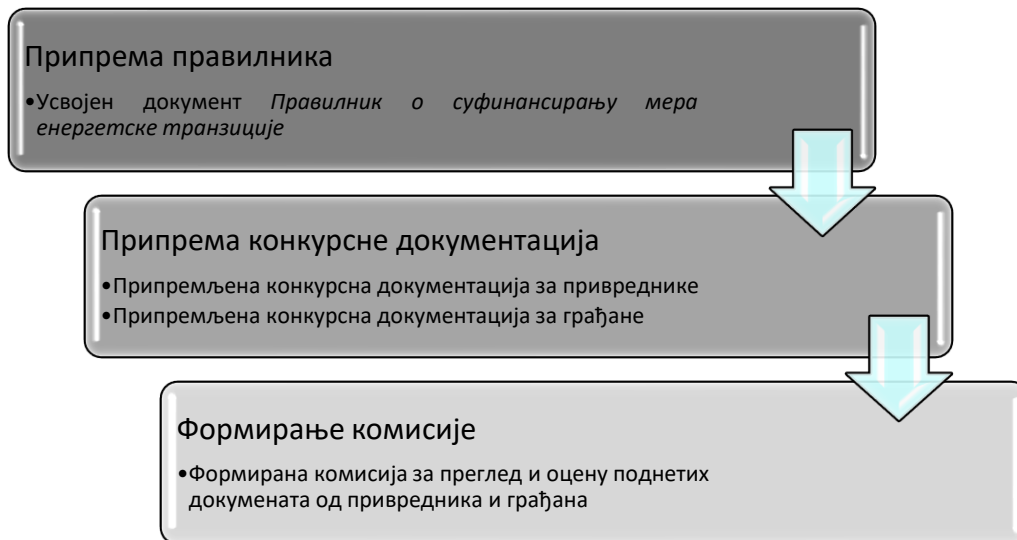 Припрема правилника
•Усвојен документ Правилник о суфинансирању мера
енергетске транзиције
Припрема конкурсне документација
•Припремљена конкурсна документација за привреднике
•Припремљена конкурсна документација за грађане
Формирање комисије
•Формирана комисија за преглед и оцену поднетих
докумената од привредника и грађана